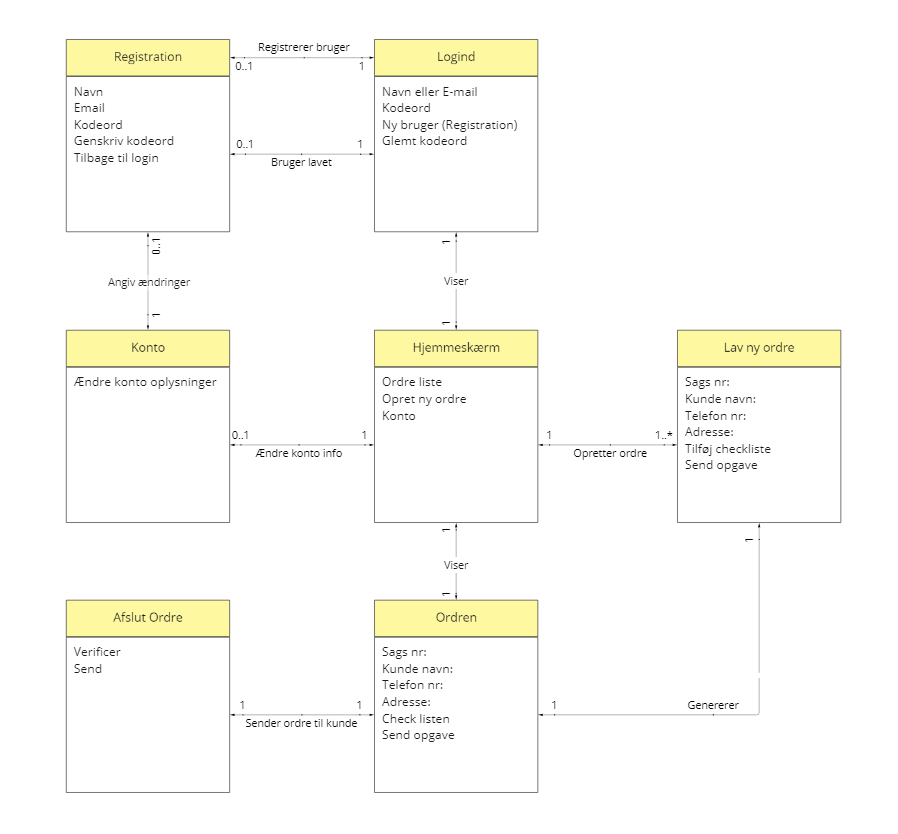 Registration
Registrerer bruger
Logind
0..1
1
Navn
Email
Kodeord
Genskriv kodeord
Tilbage til login
Navn eller E-mail
Kodeord
Ny bruger (Registration)
Glemt kodeord
0..1
1
Bruger lavet
0..1
Angiv ændringer
1
1
Viser
1
Konto
Hjemmeskærm
Lav ny ordre
Ændre konto oplysninger
Ordre liste
Opret ny ordre
Konto
Sags nr:
Kunde navn:
Telefon nr:
Adresse:
Tilføj checkliste
Send opgave
0..1
1
Ændre konto info
1
1..*
Opretter ordre
1
Viser
1
1
Afslut Ordre
Ordren
Verificer
Send
Sags nr:
Kunde navn:
Telefon nr:
Adresse:
Check listen
Send opgave
1
1
Sender ordre til kunde
1
Genererer